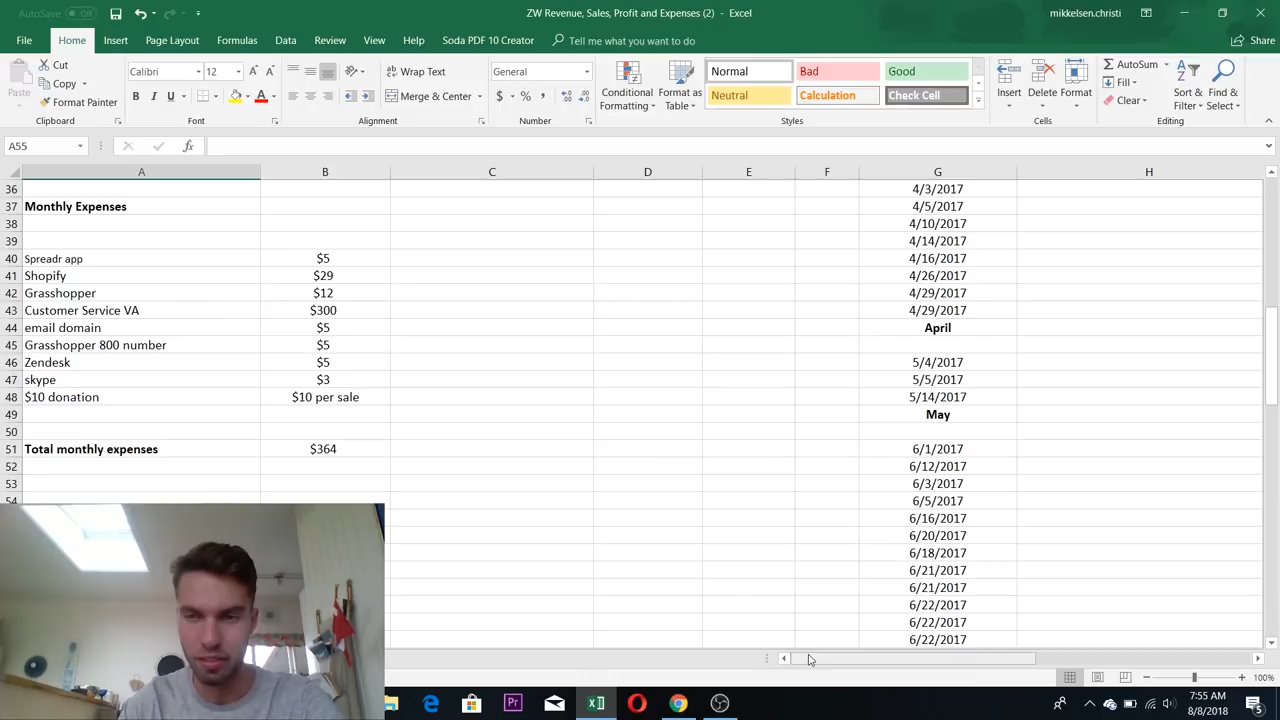 AutoSave Off
ZW Revenue, Sales, Profit and Expenses (2) - Excel
mikkelsen.christi
File Home Insert Page Layout Formulas Data Review View Help Soda PDF 10 Creator Tell me what you want to do Share
Paste
Cut
Copy
Format Painter
Clipboard
Calibri 12
B I U
Font
Wrap Text
Merge & Center
Alignment
General
$ % ,
Number
Conditional Formatting
Format as Table
Normal Bad Good
Neutral Calculation Check Cell
Styles
Insert Delete Format
Cells
AutoSum
Fill
Clear
Sort & Filter
Find & Select
Editing
A55 fx
A B C D E F G H
36 4/3/2017
37 Monthly Expenses 4/5/2017
38 4/10/2017
39 4/14/2017
40 Spreadr app $5 4/16/2017
41 Shopify $29 4/26/2017
42 Grasshopper $12 4/29/2017
43 Customer Service VA $300 4/29/2017
44 email domain $5 April
45 Grasshopper 800 number $5
46 Zendesk $5 5/4/2017
47 skype $3 5/5/2017
48 $10 donation $10 per sale 5/14/2017
49 May
50
51 Total monthly expenses $364 6/1/2017
52 6/12/2017
53 6/3/2017
54 6/5/2017
6/16/2017
6/20/2017
6/18/2017
6/21/2017
6/21/2017
6/22/2017
6/22/2017
6/22/2017
100%
Pr
7:55 AM
8/8/2018
5